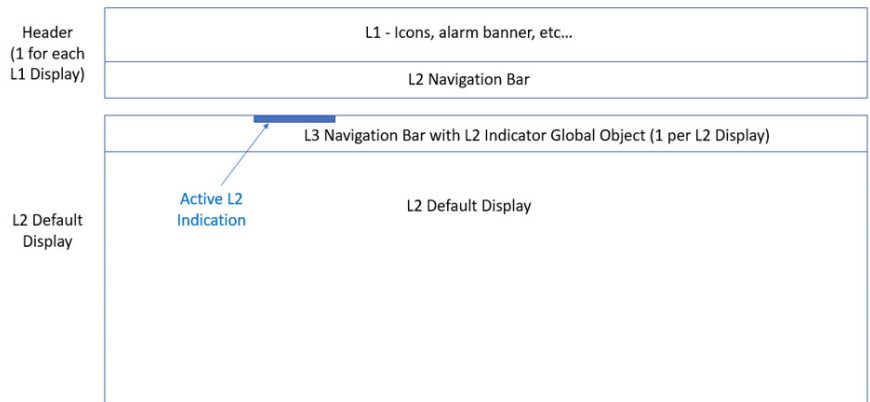 Header
(1 for each
L1 Display)
L1 - Icons, alarm banner, etc...
L2 Navigation Bar
L3 Navigation Bar with L2 Indicator Global Object (1 per L2 Display)
Active L2
Indication
L2 Default Display
L2 Default
Display